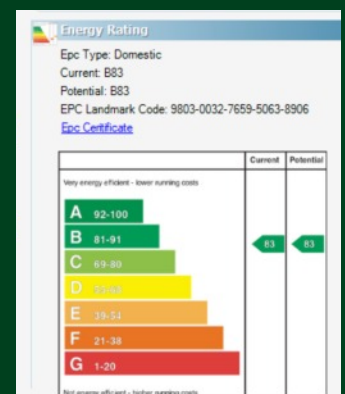 Energy Rating
Epc Type: Domestic
Current: B83
Potential: B83
EPC Landmark Code: 9803-0032-7659-5063-8906
Epc Certificate
Current Potential
Very energy efficient - lower running costs
A 92-100
B 81-91 83 83
C 69-80
D 55-68
E 39-54
F 21-38
G 1-20
Not energy efficient - higher running costs